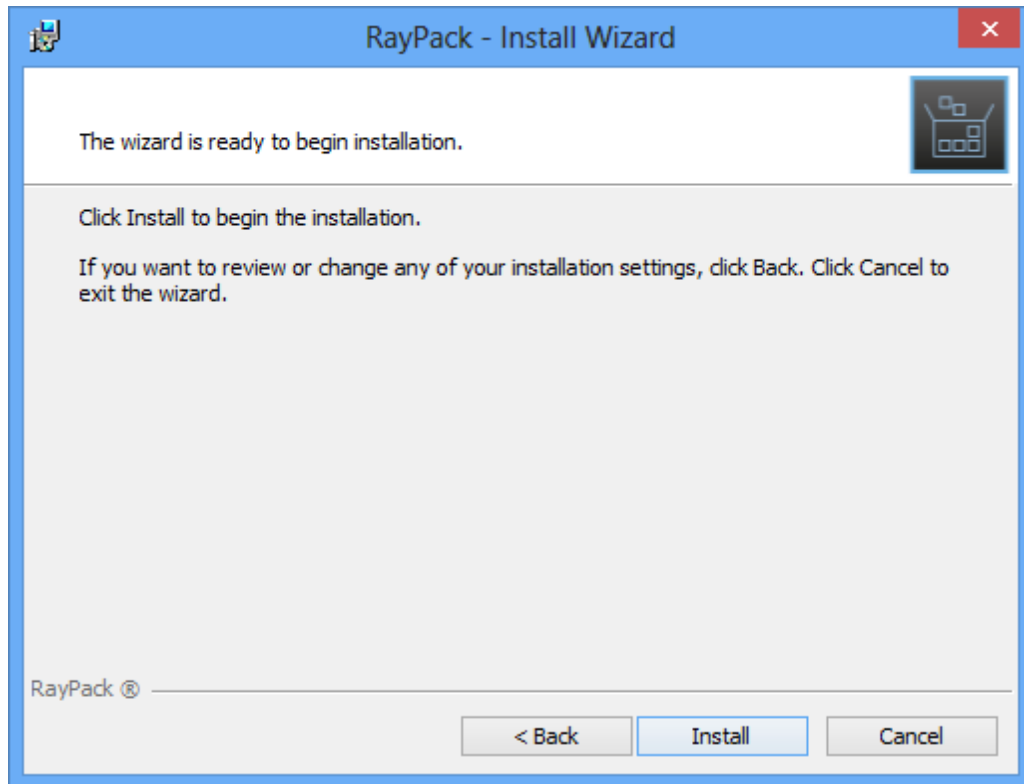 RayPack - Install Wizard
The wizard is ready to begin installation.
Click Install to begin the installation.
If you want to review or change any of your installation settings, click Back. Click Cancel to
exit the wizard.
RayPack ®
< Back
Install
Cancel